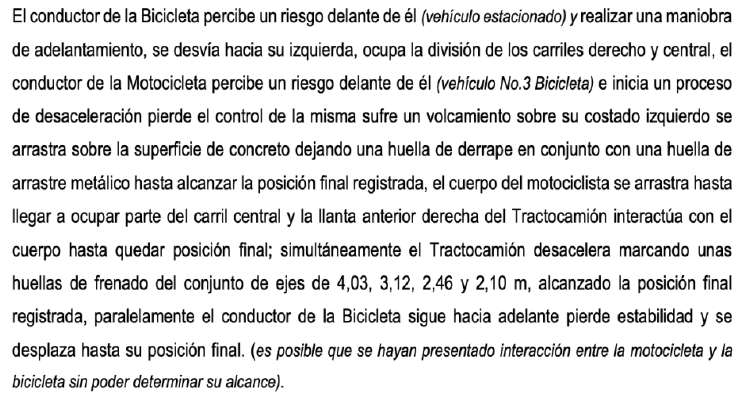 El conductor de la Bicicleta percibe un riesgo delante de él (vehículo estacionado) y realizar una maniobra
de adelantamiento, se desvía hacia su izquierda, ocupa la división de los carriles derecho y central, el
conductor de la Motocicleta percibe un riesgo delante de él (vehículo No.3 Bicicleta) e inicia un proceso
de desaceleración pierde el control de la misma sufre un volcamiento sobre su costado izquierdo se
arrastra sobre la superficie de concreto dejando una huella de derrape en conjunto con una huella de
arrastre metálico hasta alcanzar la posición final registrada, el cuerpo del motociclista se arrastra hasta
llegar a ocupar parte del carril central y la llanta anterior derecha del Tractocamión interactúa con el
cuerpo hasta quedar posición final; simultáneamente el Tractocamión desacelera marcando unas
huellas de frenado del conjunto de ejes de 4,03, 3,12, 2,46 y 2,10 m, alcanzado la posición final
registrada, paralelamente el conductor de la Bicicleta sigue hacia adelante pierde estabilidad y se
desplaza hasta su posición final. (es posible que se hayan presentado interacción entre la motocicleta y la
bicicleta sin poder determinar su alcance).